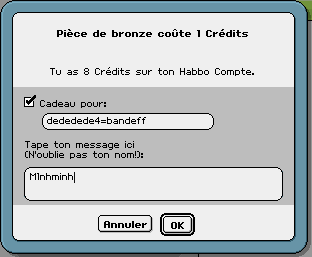 Pièce de bronze coûte 1 Crédits
Tu as 8 Crédits sur ton Habbo Compte.
Cadeau pour:
dededede4=bandeff
Tape ton message ici
(N'oublie pas ton nom!):
M1nhminh
Annuler
OK